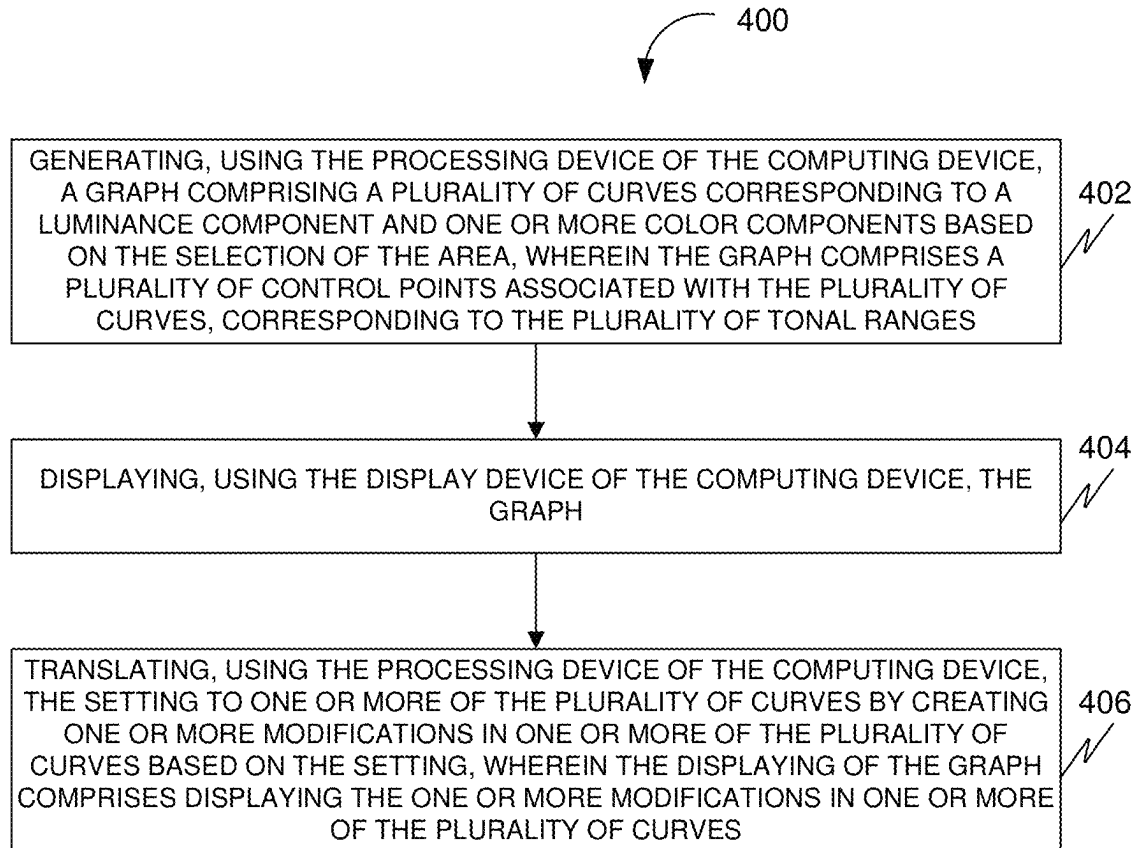 400
GENERATING, USING THE PROCESSING DEVICE OF THE COMPUTING DEVICE,
A GRAPH COMPRISING A PLURALITY OF CURVES CORRESPONDING TO A
LUMINANCE COMPONENT AND ONE OR MORE COLOR COMPONENTS BASED
ON THE SELECTION OF THE AREA, WHEREIN THE GRAPH COMPRISES A
PLURALITY OF CONTROL POINTS ASSOCIATED WITH THE PLURALITY OF
CURVES, CORRESPONDING TO THE PLURALITY OF TONAL RANGES
402
DISPLAYING, USING THE DISPLAY DEVICE OF THE COMPUTING DEVICE, THE
GRAPH
404
TRANSLATING, USING THE PROCESSING DEVICE OF THE COMPUTING DEVICE,
THE SETTING TO ONE OR MORE OF THE PLURALITY OF CURVES BY CREATING
ONE OR MORE MODIFICATIONS IN ONE OR MORE OF THE PLURALITY OF
CURVES BASED ON THE SETTING, WHEREIN THE DISPLAYING OF THE GRAPH
COMPRISES DISPLAYING THE ONE OR MORE MODIFICATIONS IN ONE OR MORE
OF THE PLURALITY OF CURVES
406